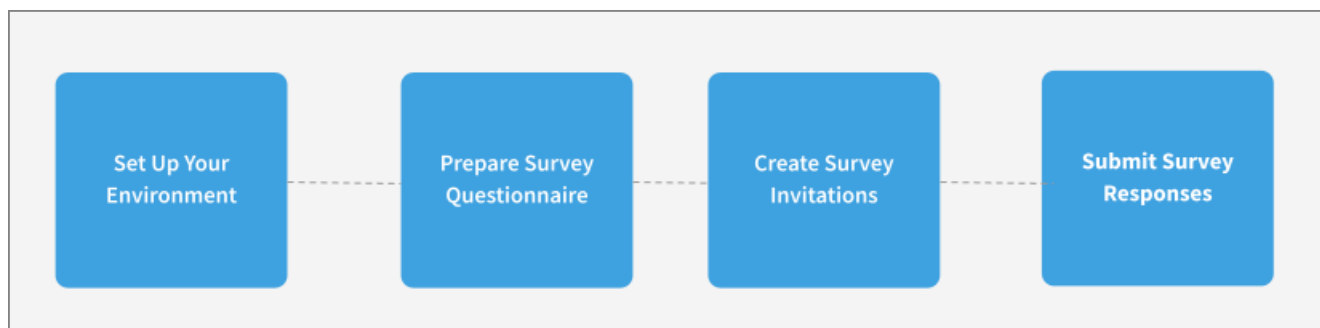 Set Up Your
Environment
Prepare Survey
Questionnaire
Create Survey
Invitations
Submit Survey
Responses